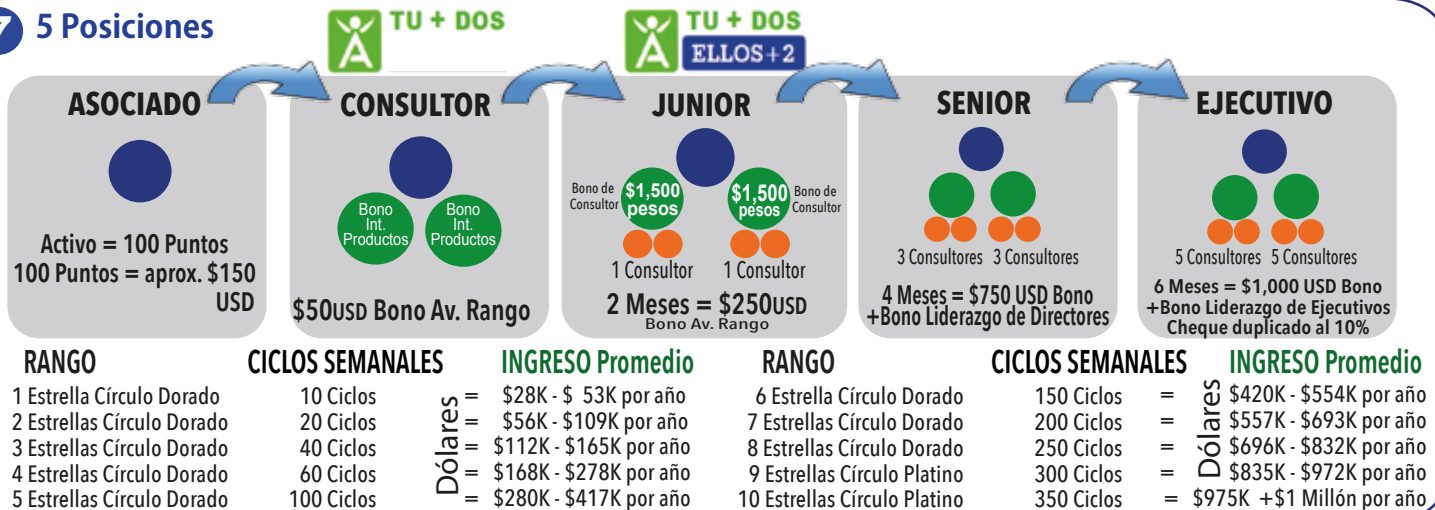 7 5 Posiciones
TU + DOS
TU + DOS
ELLOS+2
ASOCIADO
Activo = 100 Puntos
100 Puntos = aprox. $150
USD
CONSULTOR
Bono
Int.
Productos
Bono
Int.
Productos
$50USD Bono Av. Rango
JUNIOR
Bono de
Consultor
$1,500
pesos
$1,500
pesos
Bono de
Consultor
1 Consultor 1 Consultor
2 Meses = $250USD
Bono Av. Rango
SENIOR
3 Consultores 3 Consultores
4 Meses = $750 USD Bono
+Bono Liderazgo de Directores
EJECUTIVO
5 Consultores 5 Consultores
6 Meses = $1,000 USD Bono
+Bono Liderazgo de Ejecutivos
Cheque duplicado al 10%
RANGO CICLOS SEMANALES INGRESO Promedio
Dólares
1 Estrella Círculo Dorado 10 Ciclos = $28K - $ 53K por año
2 Estrellas Círculo Dorado 20 Ciclos = $56K - $109K por año
3 Estrellas Círculo Dorado 40 Ciclos = $112K - $165K por año
4 Estrellas Círculo Dorado 60 Ciclos = $168K - $278K por año
5 Estrellas Círculo Dorado 100 Ciclos = $280K - $417K por año
RANGO CICLOS SEMANALES INGRESO Promedio
Dólares
6 Estrella Círculo Dorado 150 Ciclos = $420K - $554K por año
7 Estrellas Círculo Dorado 200 Ciclos = $557K - $693K por año
8 Estrellas Círculo Dorado 250 Ciclos = $696K - $832K por año
9 Estrellas Círculo Platino 300 Ciclos = $835K - $972K por año
10 Estrellas Círculo Platino 350 Ciclos = $975K +$1 Millón por año